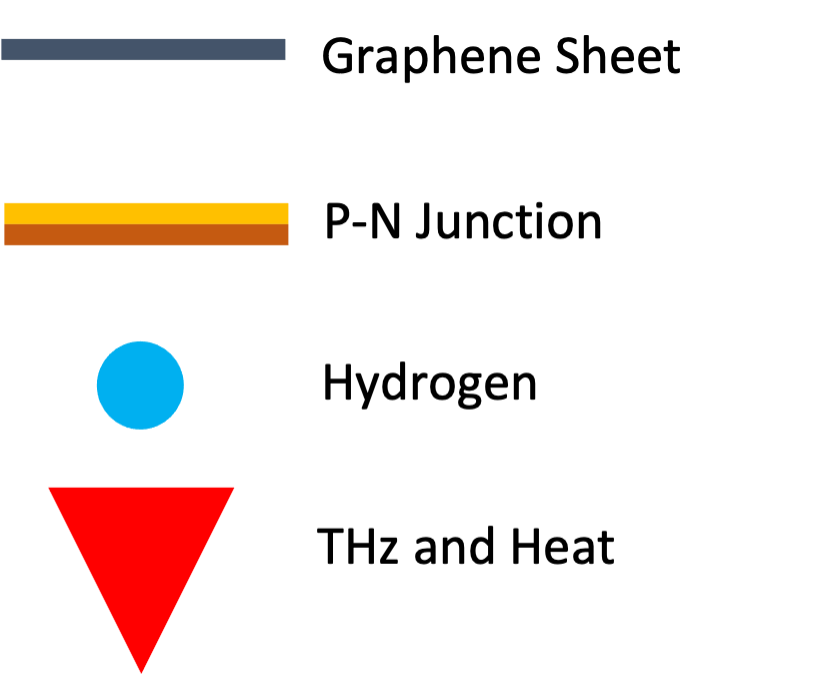 Graphene Sheet
P-N Junction
Hydrogen
THz and Heat